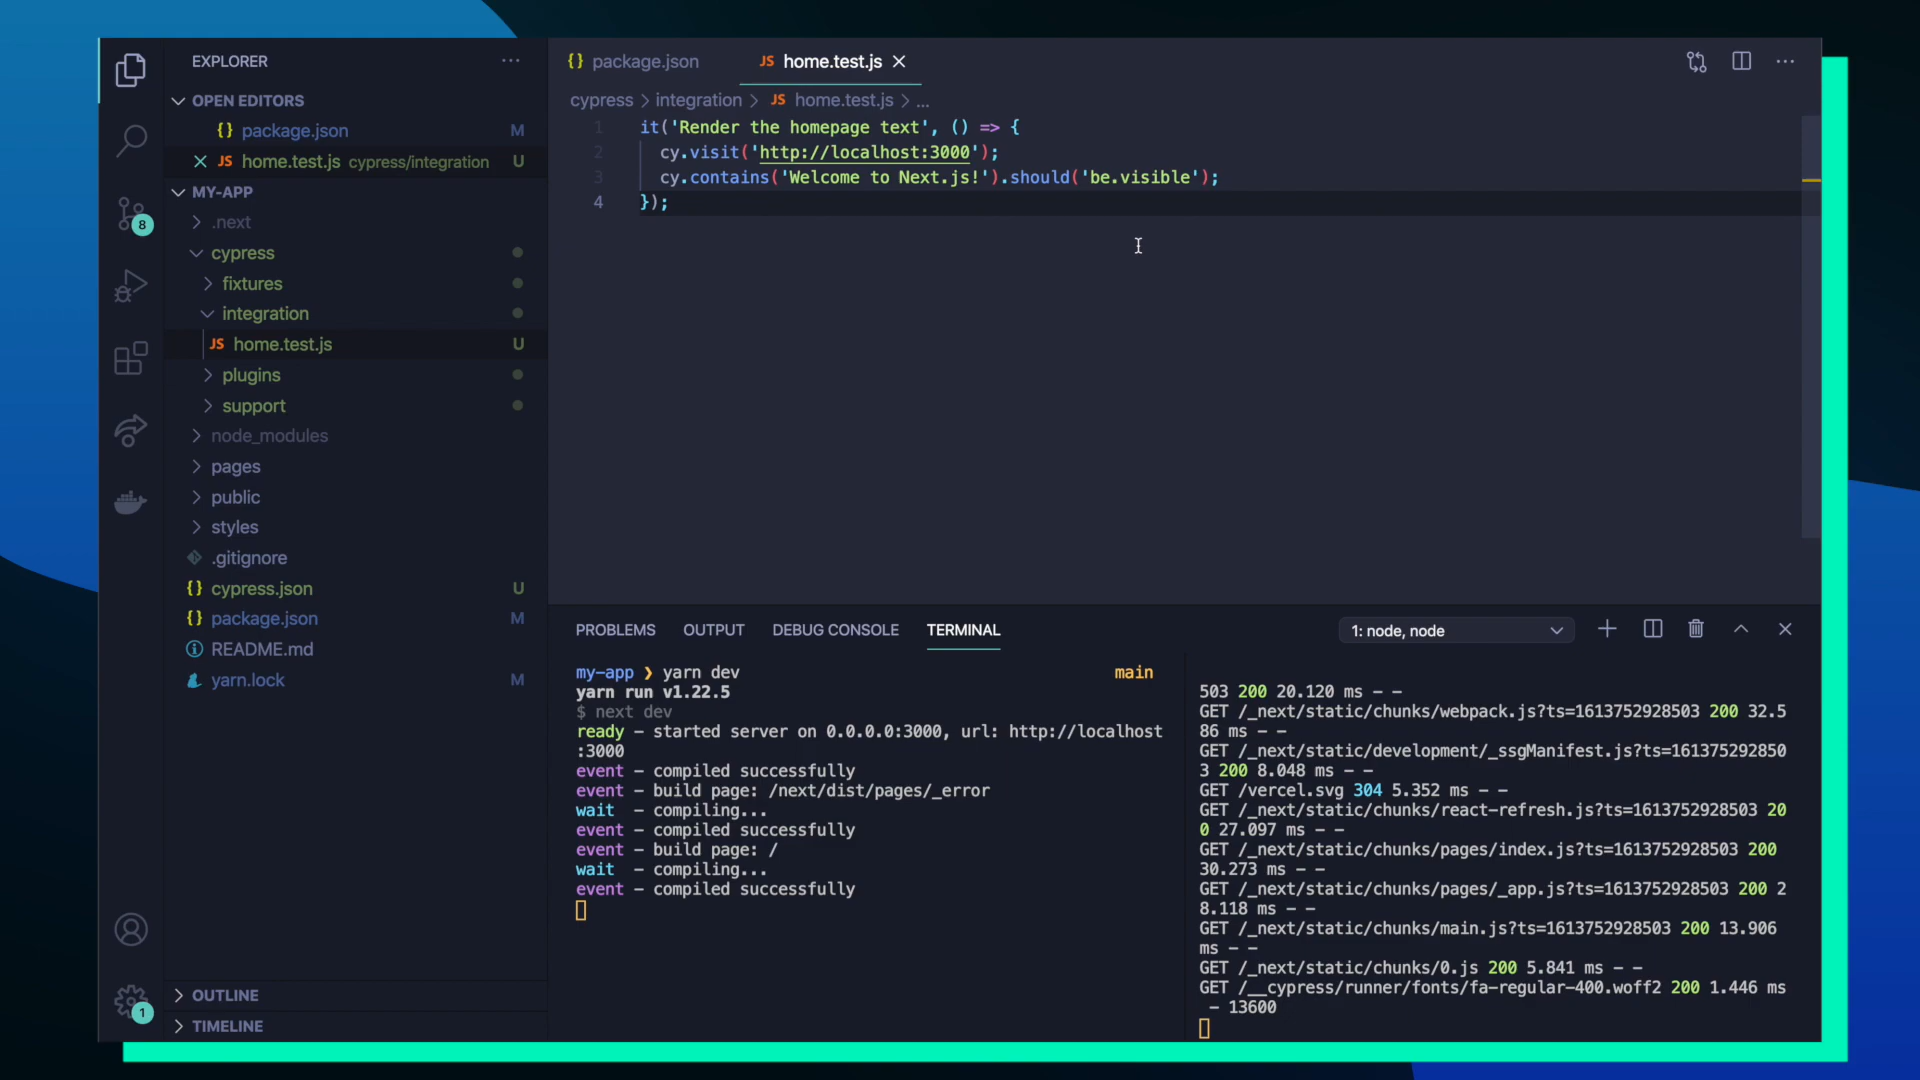 EXPLORER
OPEN EDITORS
{} package.json M
JS home.test.js cypress/integration U
MY-APP
.next
cypress
fixtures
integration
JS home.test.js U
plugins
support
node_modules
pages
public
styles
.gitignore
{} cypress.json U
{} package.json M
README.md
yarn.lock M
OUTLINE
TIMELINE
8
1
{} package.json
JS home.test.js
cypress > integration > JS home.test.js > ...
1 it('Render the homepage text', () => {
2 cy.visit('http://localhost:3000');
3 cy.contains('Welcome to Next.js!').should('be.visible');
4 });
PROBLEMS OUTPUT DEBUG CONSOLE TERMINAL
1: node, node
my-app ❯ yarn dev main
yarn run v1.22.5
$ next dev
ready – started server on 0.0.0.0:3000, url: http://localhost
:3000
event – compiled successfully
event – build page: /next/dist/pages/_error
wait – compiling...
event – compiled successfully
event – build page: /
wait – compiling...
event – compiled successfully
503 200 20.120 ms – –
GET /_next/static/chunks/webpack.js?ts=1613752928503 200 32.5
86 ms – –
GET /_next/static/development/_ssgManifest.js?ts=161375292850
3 200 8.048 ms – –
GET /vercel.svg 304 5.352 ms – –
GET /_next/static/chunks/react-refresh.js?ts=1613752928503 20
0 27.097 ms – –
GET /_next/static/chunks/pages/index.js?ts=1613752928503 200
30.273 ms – –
GET /_next/static/chunks/pages/_app.js?ts=1613752928503 200 2
8.118 ms – –
GET /_next/static/chunks/main.js?ts=1613752928503 200 13.906
ms – –
GET /_next/static/chunks/0.js 200 5.841 ms – –
GET /__cypress/runner/fonts/fa-regular-400.woff2 200 1.446 ms
– 13600